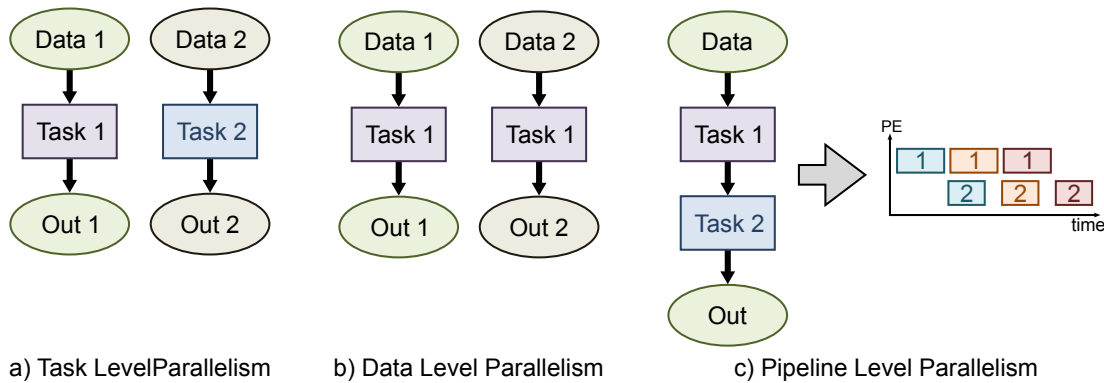 Data 1
Data 2
Task 1
Task 2
Out 1
Out 2
a) Task LevelParallelism
Data 1
Data 2
Task 1
Task 1
Out 1
Out 2
b) Data Level Parallelism
Data
Task 1
Task 2
Out
PE
1 1 1
2 2 2
time
c) Pipeline Level Parallelism